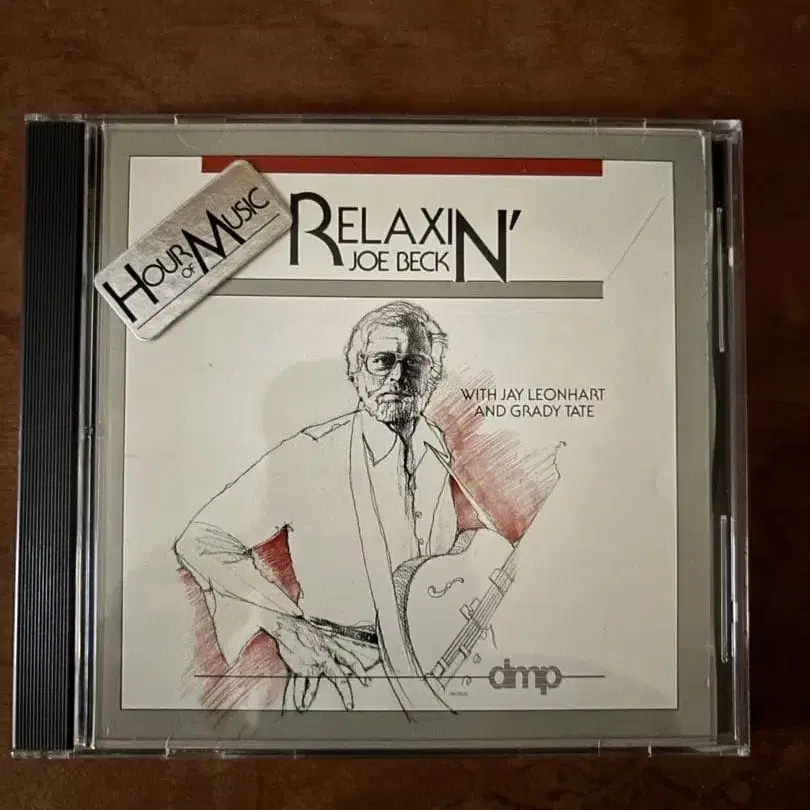 HOUR
OF
MUSIC
RELAXIN'
JOE BECK
WITH JAY LEONHART
AND GRADY TATE
dmp